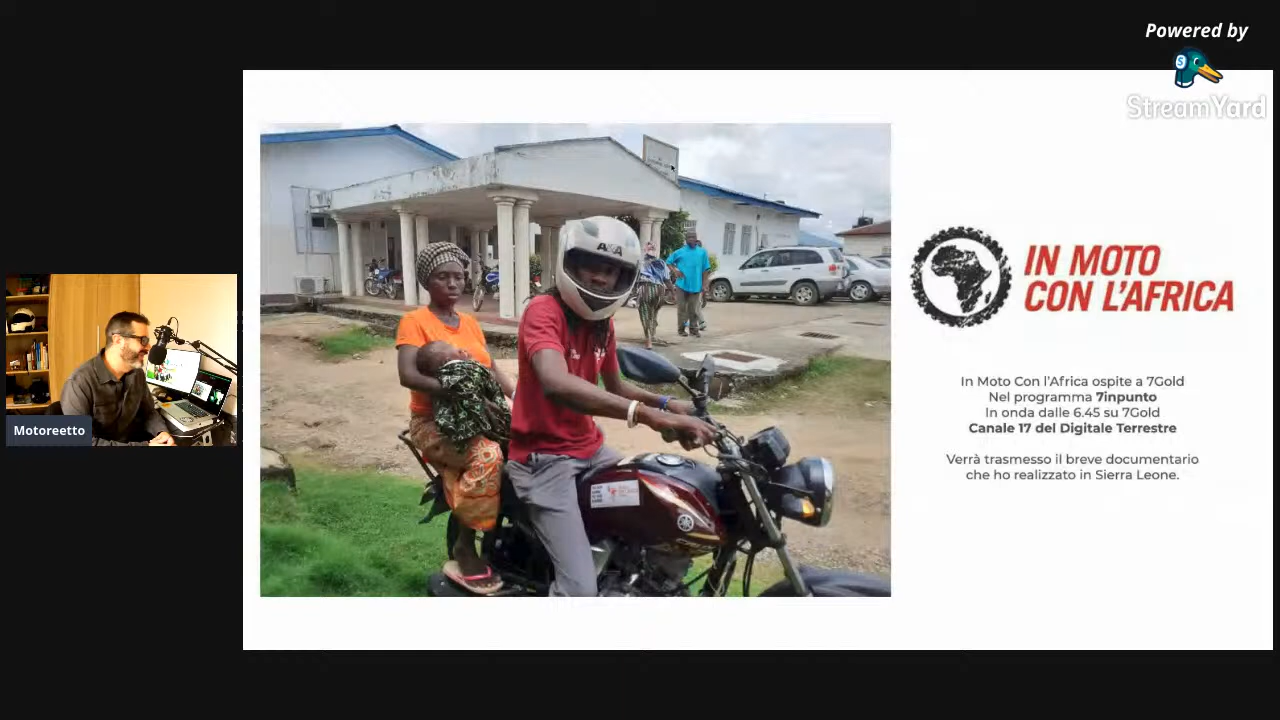 Powered by
StreamYard
AXA
IN MOTO
CON L'AFRICA
In Moto Con l'Africa ospite a 7Gold
Nel programma 7inpunto
In onda dalle 6.45 su 7Gold
Canale 17 del Digitale Terrestre
Verrà trasmesso il breve documentario
che ho realizzato in Sierra Leone.
Motoreetto